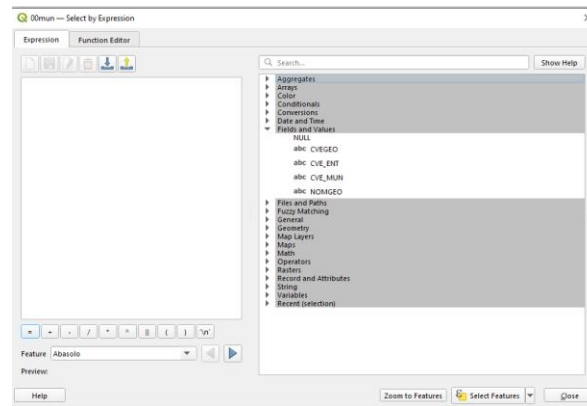 00mun — Select by Expression
Expression Function Editor
Search... Show Help
Aggregates
Arrays
Color
Conditionals
Conversions
Date and Time
Fields and Values
NULL
abc CVEGEO
abc CVE_ENT
abc CVE_MUN
abc NOMGEO
Files and Paths
Fuzzy Matching
General
Geometry
Map Layers
Maps
Math
Operators
Rasters
Record and Attributes
String
Variables
Recent (selection)
= + - / * ^ || ( ) '\n'
Feature Abasolo
Preview:
Help Zoom to Features Select Features Close